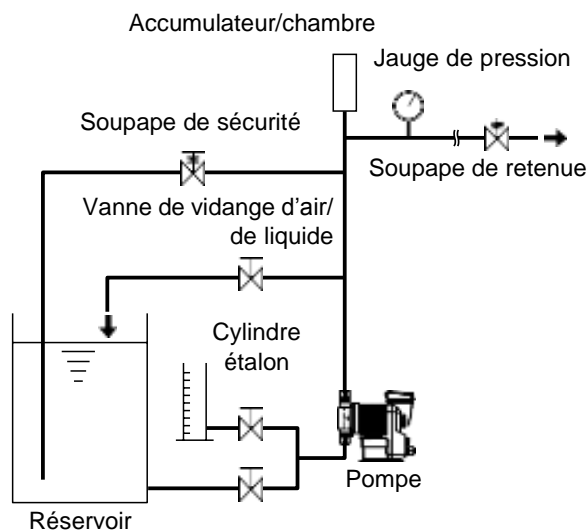 Accumulateur/chambre
Jauge de pression
Soupape de sécurité
Soupape de retenue
Vanne de vidange d'air/
de liquide
Cylindre
étalon
Pompe
Réservoir